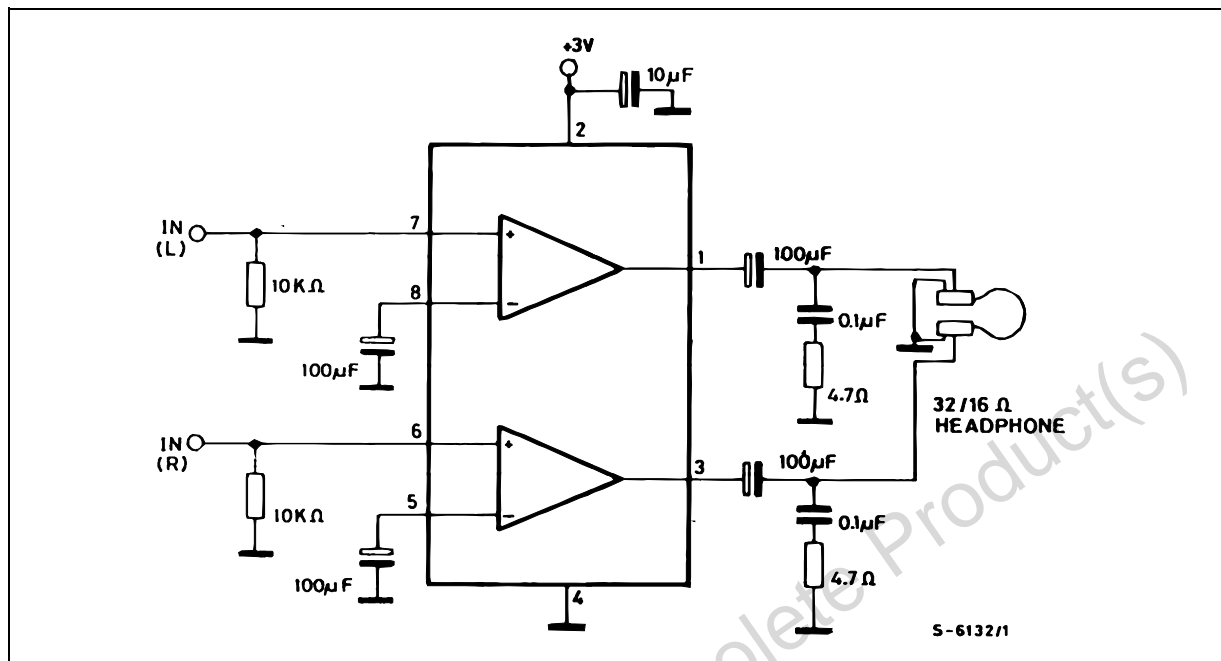 +3V
10µF
2
IN
(L)
7
10KΩ
8
100µF
1
100µF
0.1µF
4.7Ω
32/16 Ω
HEADPHONE
IN
(R)
6
10KΩ
5
100µF
3
100µF
0.1µF
4.7Ω
4
S-6132/1
olete Product(s)
+
−
+
−